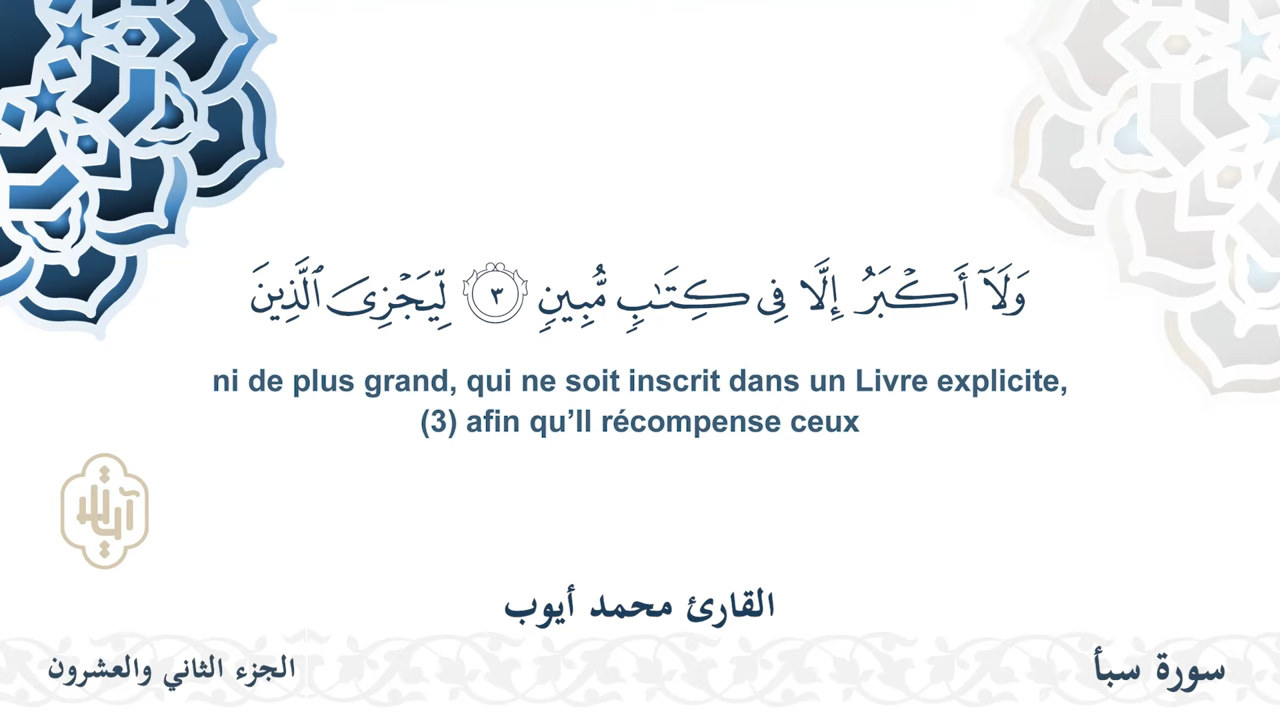 وَلَآ أَكْبَرُ إِلَّا فِى كِتَـٰبٍ مُّبِينٍ ٣ لِّيَجْزِىَ ٱلَّذِينَ
ni de plus grand, qui ne soit inscrit dans un Livre explicite,
(3) afin qu’Il récompense ceux
القارئ محمد أيوب
سورة سبأ
الجزء الثاني والعشرون